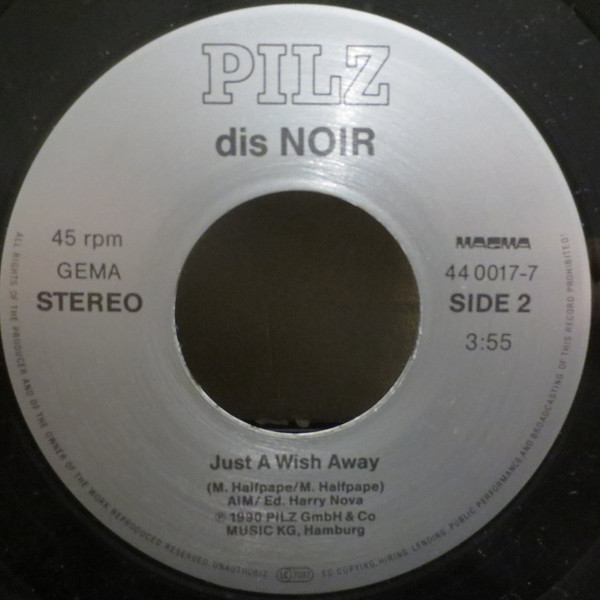 PILZ
dis NOIR
45 rpm
GEMA
STEREO
MAGMA
44 0017-7
SIDE 2
3:55
Just A Wish Away
(M. Halfpape/M. Halfpape)
AIM/ Ed. Harry Nova
℗ 1990 PILZ GmbH & Co
MUSIC KG, Hamburg
ALL RIGHTS OF THE PRODUCER AND OF THE OWNER OF THE WORK REPRODUCED RESERVED. UNAUTHORIZ ED COPYING, HIRING, LENDING, PUBLIC PERFORMANCE AND BROADCASTING OF THIS RECORD PROHIBITED!